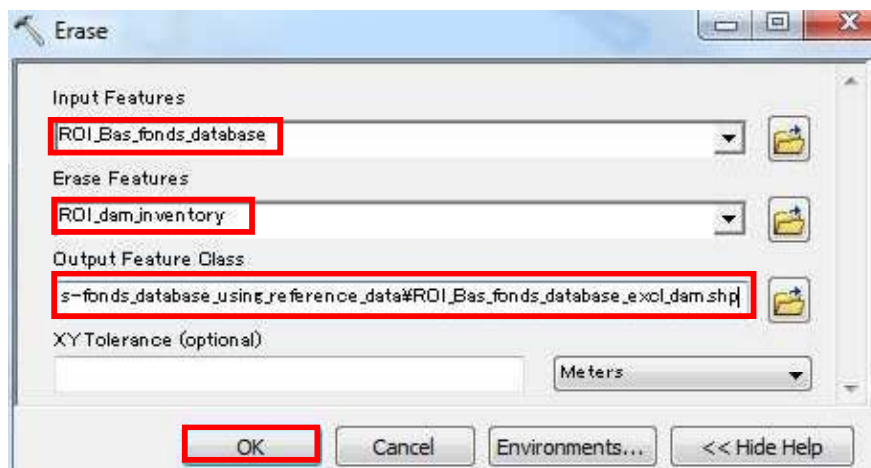 Erase
Input Features
ROI_Bas_fonds_database
Erase Features
ROI_dam_inventory
Output Feature Class
s-fonds_database_using_reference_data¥ROI_Bas_fonds_database_excl_dam.shp
XY Tolerance (optional)
Meters
OK Cancel Environments... << Hide Help